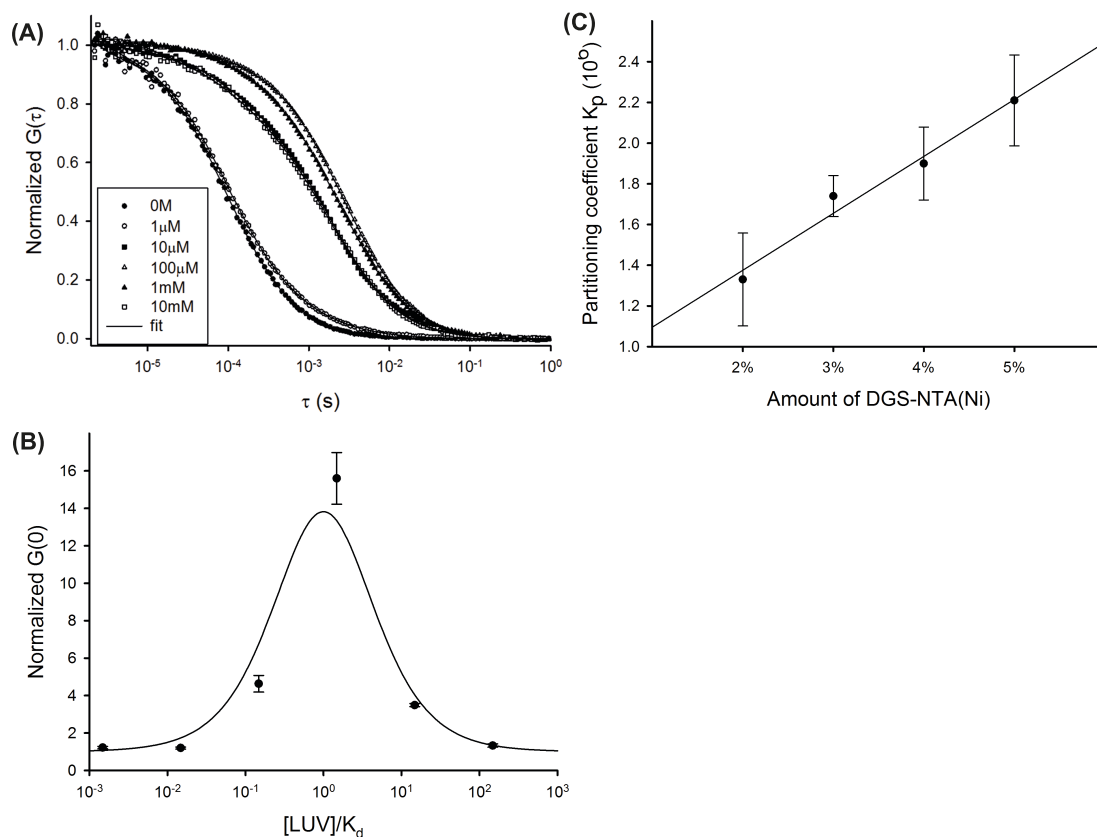 (A)
Normalized G(τ)
1.0
0.8
0.6
0.4
0.2
0.0
0M
1μM
10μM
100μM
1mM
10mM
fit
10-5
10-4
10-3
10-2
10-1
100
τ (s)
(C)
Partitioning coefficient Kp (106)
2.4
2.2
2.0
1.8
1.6
1.4
1.2
1.0
2%
3%
4%
5%
Amount of DGS-NTA(Ni)
(B)
Normalized G(0)
16
14
12
10
8
6
4
2
0
10-3
10-2
10-1
100
101
102
103
[LUV]/Kd